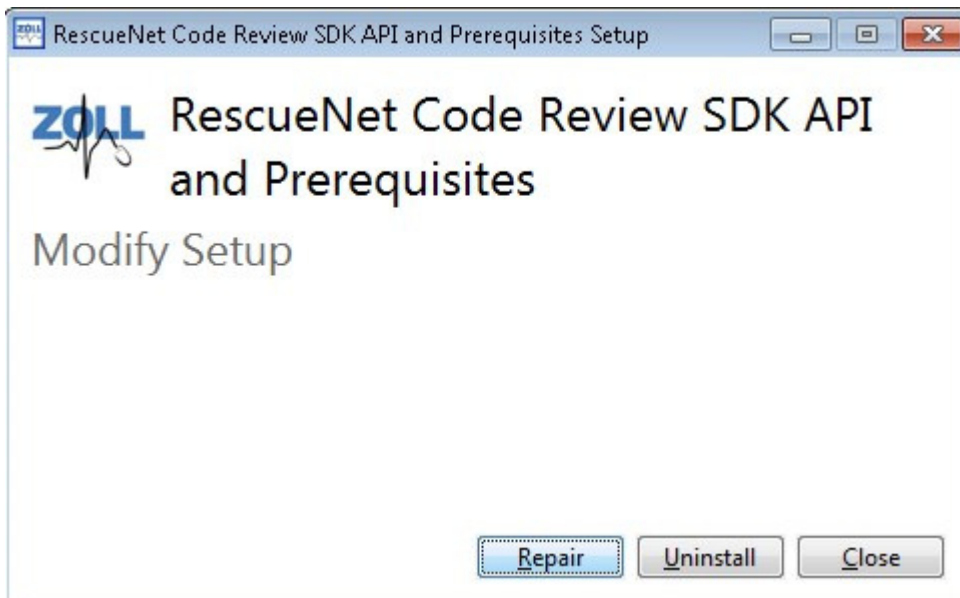 RescueNet Code Review SDK API and Prerequisites Setup
ZOLL
RescueNet Code Review SDK API
and Prerequisites
Modify Setup
Repair
Uninstall
Close